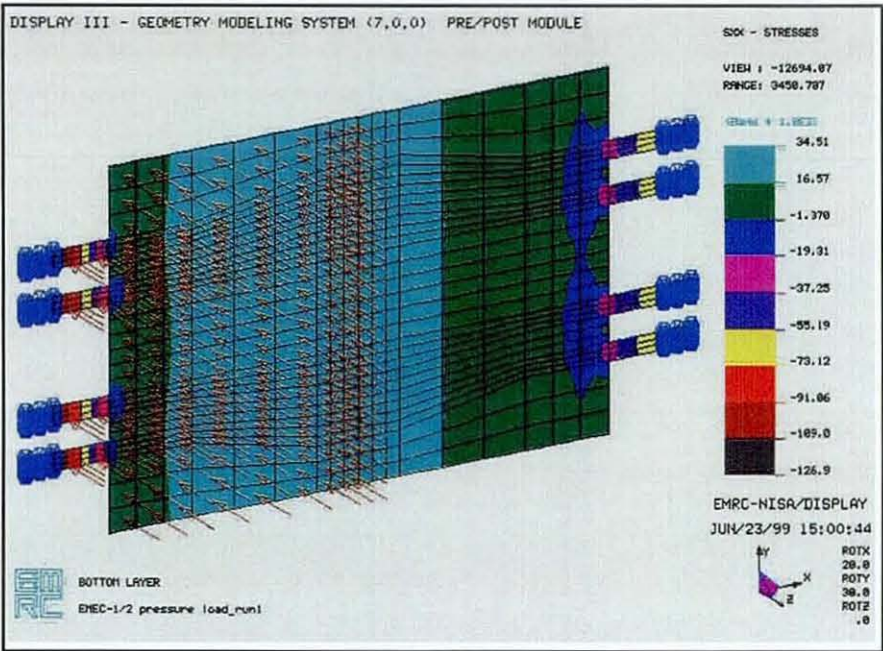 DISPLAY III - GEOMETRY MODELING SYSTEM (7.0.0) PRE/POST MODULE
SXX - STRESSES
VIEW : -12694.07
RANGE: 3450.707
34.51
16.57
-1.370
-19.31
-37.25
-55.19
-73.12
-91.06
-109.0
-126.9
EMRC-NISA/DISPLAY
JUN/23/99 15:00:44
Y
X
Z
ROTX
20.0
ROTY
30.0
ROTZ
.0
EMRC
BOTTOM LAYER
EMEC-1/2 pressure load_run1